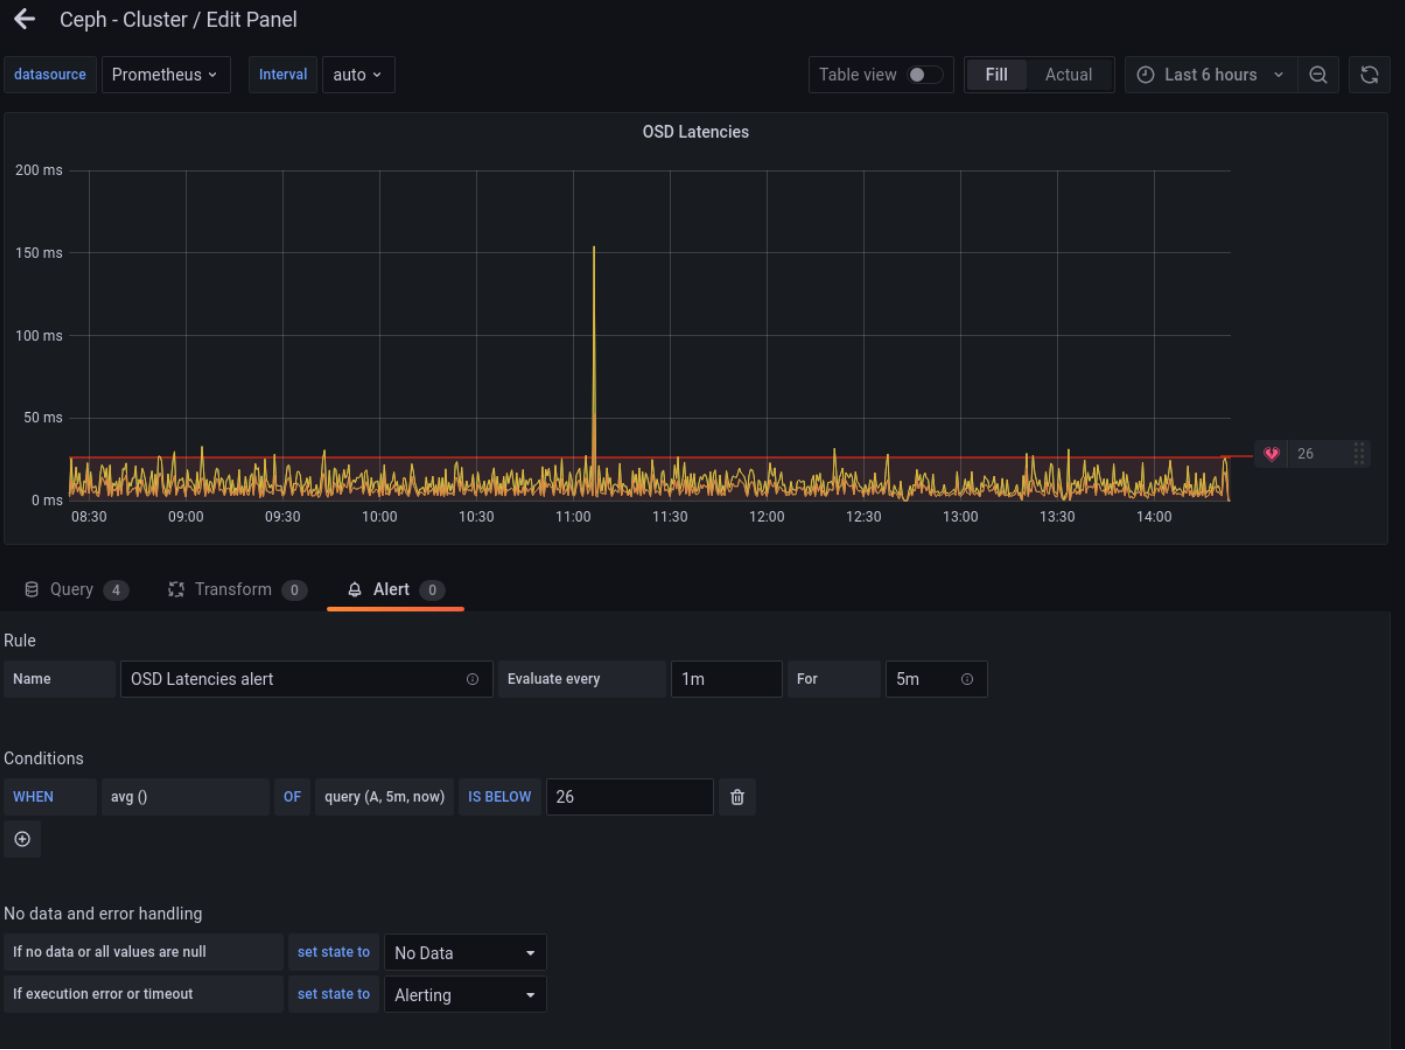 Ceph - Cluster / Edit Panel
datasource Prometheus Interval auto Table view Fill Actual Last 6 hours
OSD Latencies
200 ms
150 ms
100 ms
50 ms
26
0 ms
08:30 09:00 09:30 10:00 10:30 11:00 11:30 12:00 12:30 13:00 13:30 14:00
Query 4 Transform 0 Alert 0
Rule
Name OSD Latencies alert Evaluate every 1m For 5m
Conditions
WHEN avg () OF query (A, 5m, now) IS BELOW 26
No data and error handling
If no data or all values are null set state to No Data
If execution error or timeout set state to Alerting